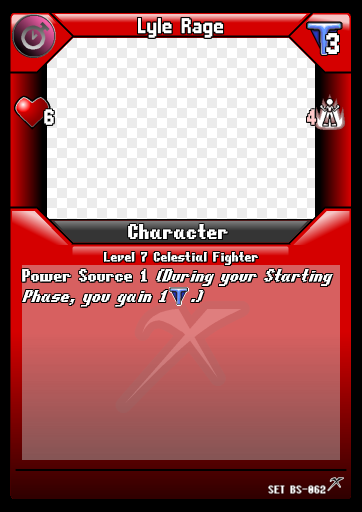 Lyle Rage
T 3
6
4
Character
Level 7 Celestial Fighter
Power Source 1 (During your Starting
Phase, you gain 1 T .)
SET BS-062